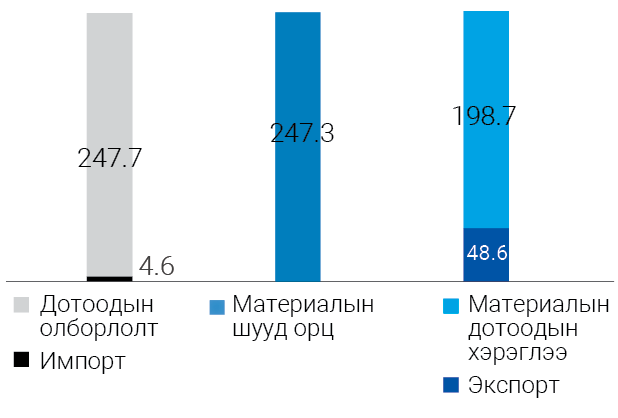 247.7
4.6
247.3
198.7
48.6
Дотоодын
олборлолт
Импорт
Материалын
шууд орц
Материалын
дотоодын
хэрэглээ
Экспорт